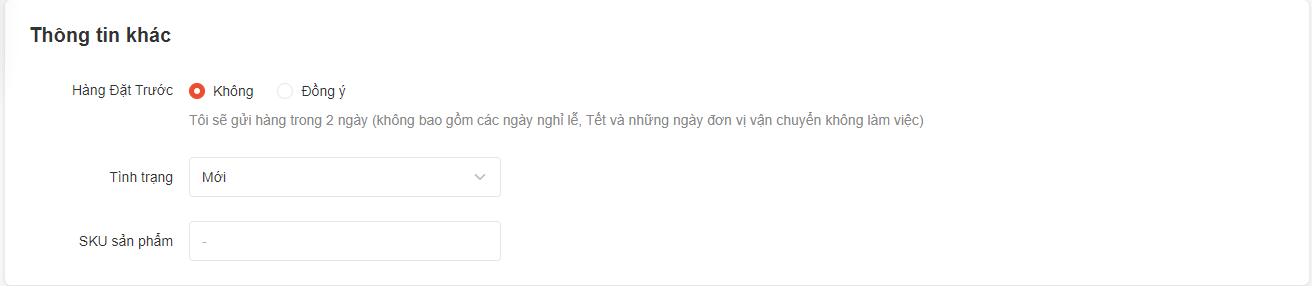 Thông tin khác
Hàng Đặt Trước Không Đồng ý
Tôi sẽ gửi hàng trong 2 ngày (không bao gồm các ngày nghỉ lễ, Tết và những ngày đơn vị vận chuyển không làm việc)
Tình trạng Mới
SKU sản phẩm -